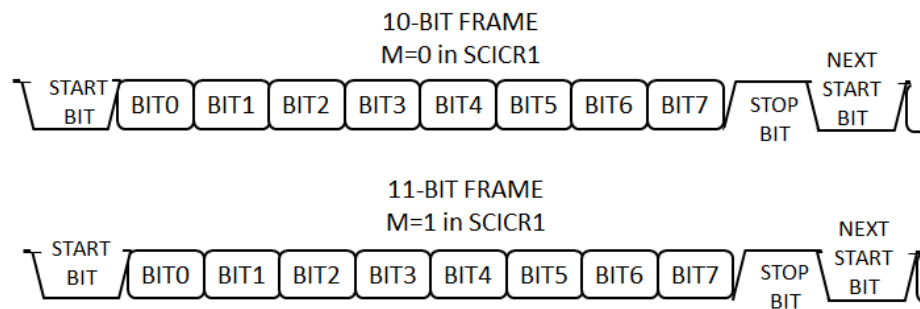 10-BIT FRAME
M=0 in SCICR1
START BIT
BIT0 BIT1 BIT2 BIT3 BIT4 BIT5 BIT6 BIT7
STOP BIT
NEXT START BIT
11-BIT FRAME
M=1 in SCICR1
START BIT
BIT0 BIT1 BIT2 BIT3 BIT4 BIT5 BIT6 BIT7
STOP BIT
NEXT START BIT